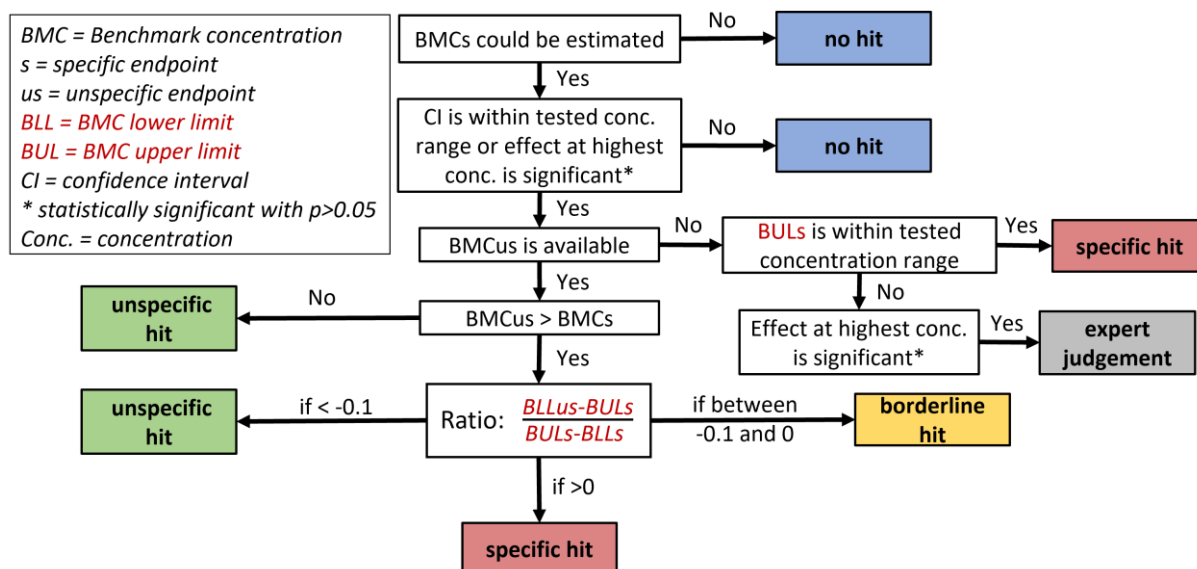 BMC = Benchmark concentration
s = specific endpoint
us = unspecific endpoint
BLL = BMC lower limit
BUL = BMC upper limit
CI = confidence interval
* statistically significant with p>0.05
Conc. = concentration
BMCs could be estimated
No
no hit
Yes
CI is within tested conc.
range or effect at highest
conc. is significant*
No
no hit
Yes
BMCus is available
No
BULs is within tested
concentration range
Yes
specific hit
Yes
No
BMCus > BMCs
No
unspecific
hit
Effect at highest conc.
is significant*
Yes
expert
judgement
Yes
Ratio:
BLLus-BULs
BULs-BLLs
if < -0.1
unspecific
hit
if between
-0.1 and 0
borderline
hit
if >0
specific hit